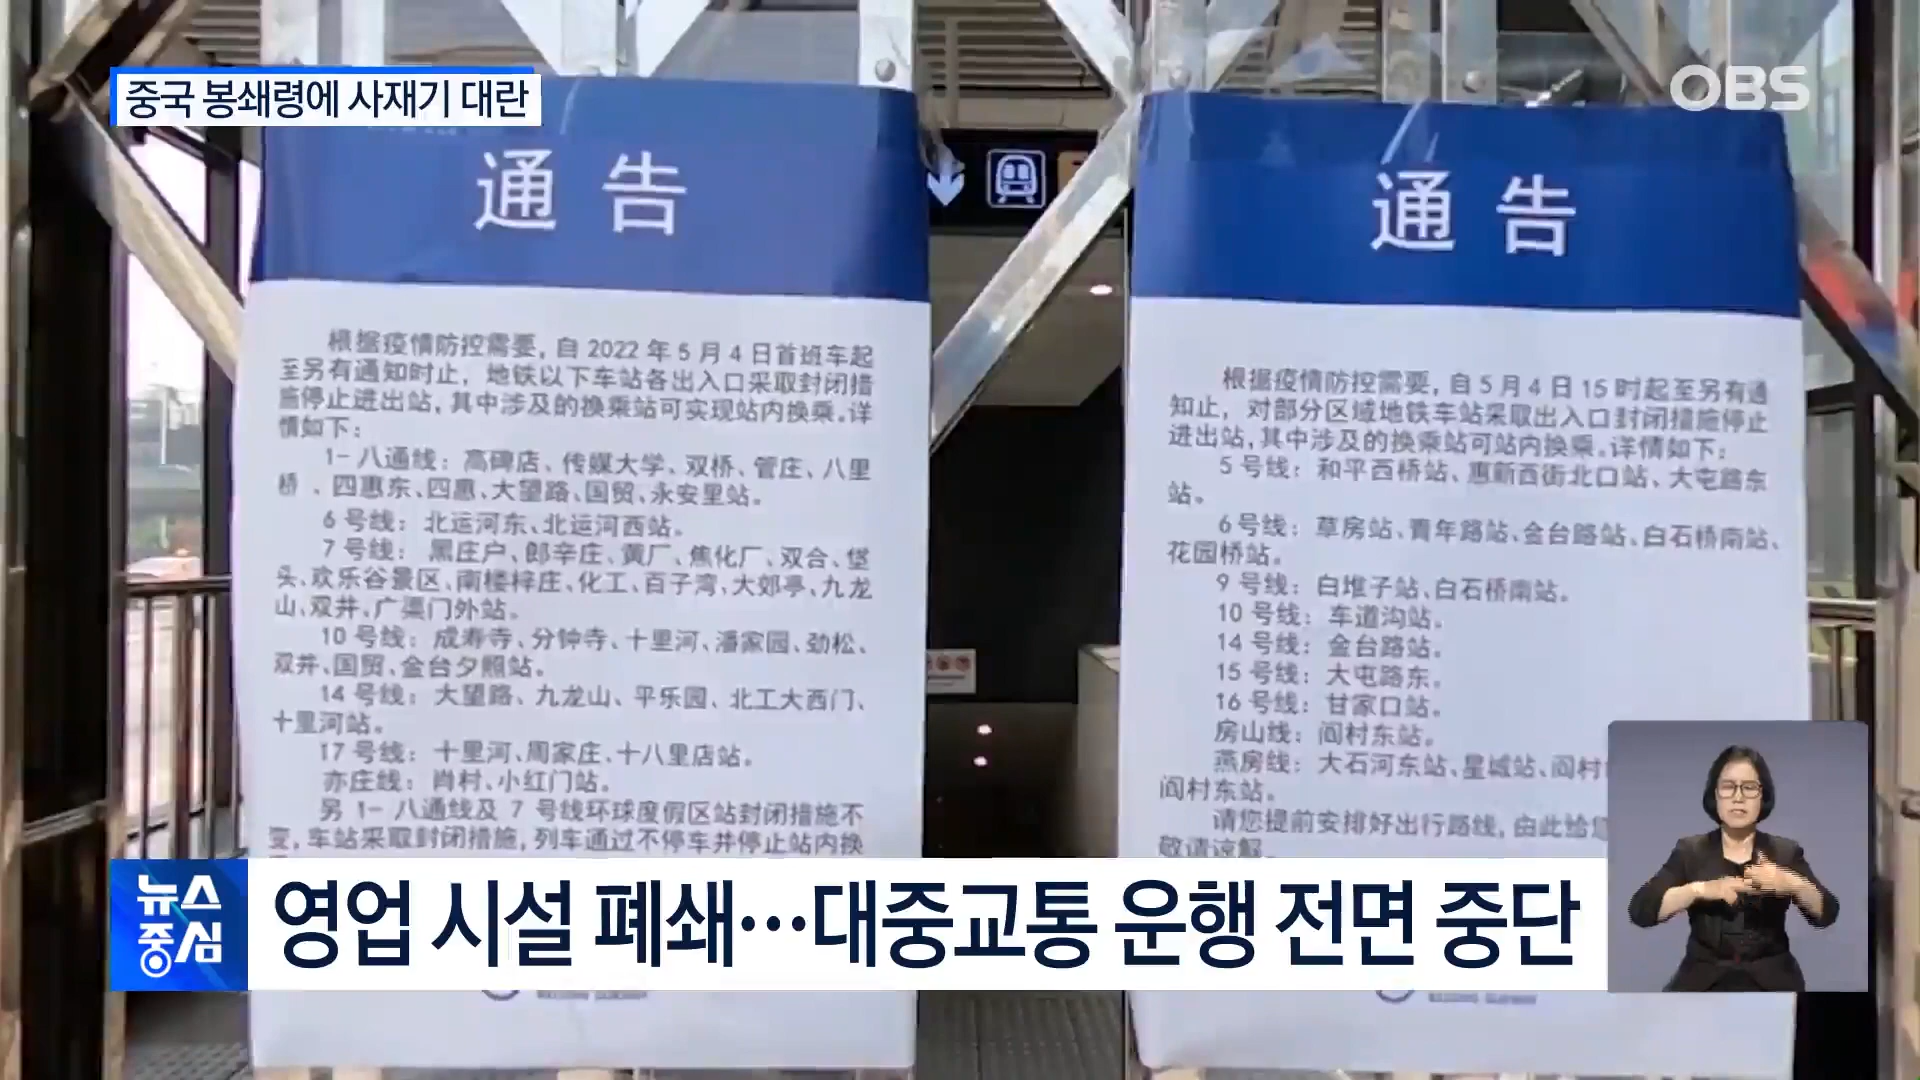 중국 봉쇄령에 사재기 대란
OBS
通告
根据疫情防控需要，自 2022 年 5 月 4 日首班车起
至另有通知时止，地铁以下车站各出入口采取封闭措
施停止进出站，其中涉及的换乘站可实现站内换乘。详
情如下：
1-八通线：高碑店、传媒大学、双桥、管庄、八里
桥、四惠东、四惠、大望路、国贸、永安里站。
6 号线：北运河东、北运河西站。
7 号线：黑庄户、郎辛庄、黄厂、焦化厂、双合、垡
头、欢乐谷景区、南楼梓庄、化工、百子湾、大郊亭、九龙
山、双井、广渠门外站。
10 号线：成寿寺、分钟寺、十里河、潘家园、劲松、
双井、国贸、金台夕照站。
14 号线：大望路、九龙山、平乐园、北工大西门、
十里河站。
17 号线：十里河、周家庄、十八里店站。
亦庄线：肖村、小红门站。
另 1-八通线及 7 号线环球度假区站封闭措施不
变，车站采取封闭措施，列车通过不停车并停止站内换
通告
根据疫情防控需要，自 5 月 4 日 15 时起至另有通
知止，对部分区域地铁车站采取出入口封闭措施停止
进出站，其中涉及的换乘站可站内换乘。详情如下：
5 号线：和平西桥站、惠新西街北口站、大屯路东
站。
6 号线：草房站、青年路站、金台路站、白石桥南站、
花园桥站。
9 号线：白堆子站、白石桥南站。
10 号线：车道沟站。
14 号线：金台路站。
15 号线：大屯路东。
16 号线：甘家口站。
房山线：阎村东站。
燕房线：大石河东站、星城站、阎村
阎村东站。
请您提前安排好出行路线，由此给您
敬请谅解。
뉴스
중심
영업 시설 폐쇄…대중교통 운행 전면 중단